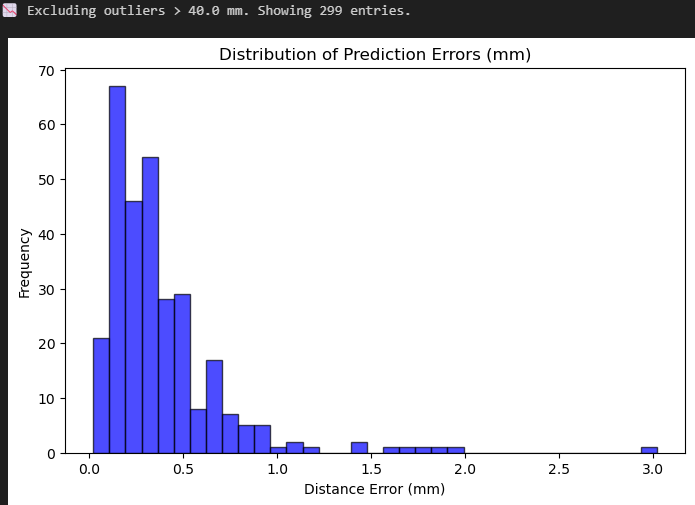 Excluding outliers > 40.0 mm. Showing 299 entries.
Distribution of Prediction Errors (mm)
70
60
50
40
30
20
10
0
Frequency
0.0 0.5 1.0 1.5 2.0 2.5 3.0
Distance Error (mm)